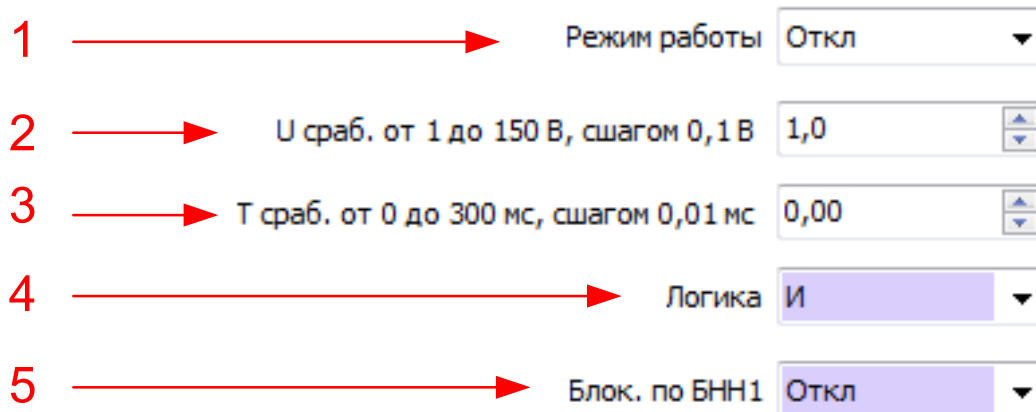 1 Режим работы Откл
2 U сраб. от 1 до 150 В, сшагом 0,1 В 1,0
3 Т сраб. от 0 до 300 мс, сшагом 0,01 мс 0,00
4 Логика И
5 Блок. по БНН1 Откл